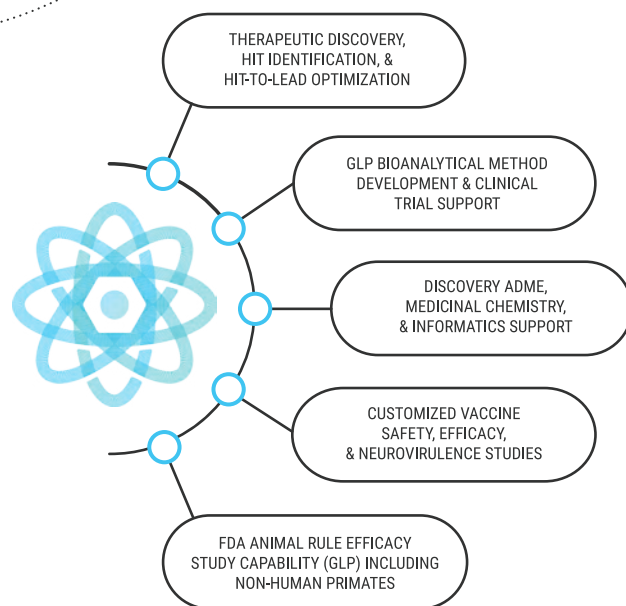 THERAPEUTIC DISCOVERY,
HIT IDENTIFICATION, &
HIT-TO-LEAD OPTIMIZATION
GLP BIOANALYTICAL METHOD
DEVELOPMENT & CLINICAL
TRIAL SUPPORT
DISCOVERY ADME,
MEDICINAL CHEMISTRY,
& INFORMATICS SUPPORT
CUSTOMIZED VACCINE
SAFETY, EFFICACY,
& NEUROVIRULENCE STUDIES
FDA ANIMAL RULE EFFICACY
STUDY CAPABILITY (GLP) INCLUDING
NON-HUMAN PRIMATES